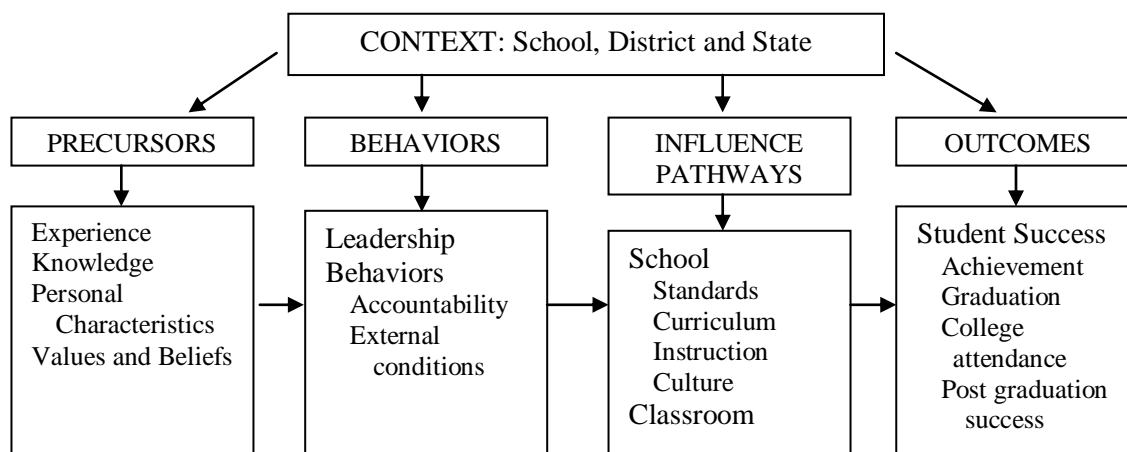 CONTEXT: School, District and State
PRECURSORS
BEHAVIORS
INFLUENCE
PATHWAYS
OUTCOMES
Experience
Knowledge
Personal
Characteristics
Values and Beliefs
Leadership
Behaviors
Accountability
External
conditions
School
Standards
Curriculum
Instruction
Culture
Classroom
Student Success
Achievement
Graduation
College
attendance
Post graduation
success